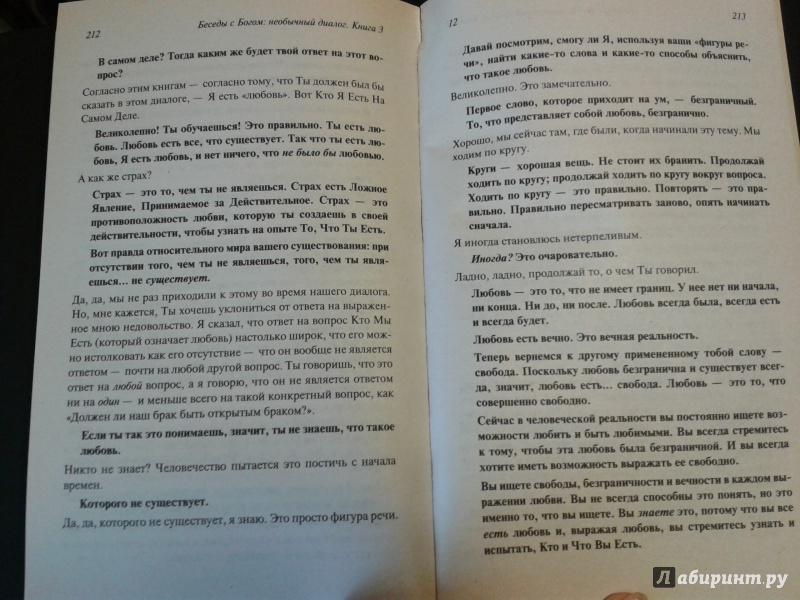 212
Беседы с Богом: необычный диалог. Книга 3
В самом деле? Тогда каким же будет твой ответ на этот во-
прос?
Согласно этим книгам — согласно тому, что Ты должен был бы
сказать в этом диалоге, — Я есть «любовь». Вот Кто Я Есть На
Самом Деле.
Великолепно! Ты обучаешься! Это правильно. Ты есть лю-
бовь. Любовь есть все, что существует. Так что ты есть лю-
бовь, Я есть любовь, и нет ничего, что не было бы любовью.
А как же страх?
Страх — это то, чем ты не являешься. Страх есть Ложное
Явление, Принимаемое за Действительное. Страх — это
противоположность любви, которую ты создаешь в своей
действительности, чтобы узнать на опыте То, Что Ты Есть.
Вот правда относительного мира вашего существования: при
отсутствии того, чем ты не являешься, того, чем ты явля-
ешься... не существует.
Да, да, мы не раз приходили к этому во время нашего диалога.
Но, мне кажется, Ты хочешь уклониться от ответа на выражен-
ное мною недовольство. Я сказал, что ответ на вопрос Кто Мы
Есть (который означает любовь) настолько широк, что его мож-
но истолковать как его отсутствие — что он вообще не является
ответом — почти на любой другой вопрос. Ты говоришь, что это
ответ на любой вопрос, а я говорю, что он не является ответом
ни на один — и меньше всего на такой конкретный вопрос, как
«Должен ли наш брак быть открытым браком?».
Если ты так это понимаешь, значит, ты не знаешь, что такое
любовь.
Никто не знает? Человечество пытается это постичь с начала
времен.
Которого не существует.
Да, да, которого не существует, я знаю. Это просто фигура речи.
12
213
Давай посмотрим, смогу ли Я, используя ваши «фигуры ре-
чи», найти какие-то слова и какие-то способы объяснить,
что такое любовь.
Великолепно. Это замечательно.
Первое слово, которое приходит на ум, — безграничный.
То, что представляет собой любовь, безгранично.
Хорошо, мы сейчас там, где были, когда начинали эту тему. Мы
ходим по кругу.
Круги — хорошая вещь. Не стоит их бранить. Продолжай
ходить по кругу; продолжай ходить по кругу вокруг вопроса.
Ходить по кругу — это правильно. Повторять — это пра-
вильно. Правильно пересматривать заново, опять начинать
сначала.
Я иногда становлюсь нетерпеливым.
Иногда? Это очаровательно.
Ладно, ладно, продолжай то, о чем Ты говорил.
Любовь — это то, что не имеет границ. У нее нет ни начала,
ни конца. Ни до, ни после. Любовь всегда была, всегда есть
и всегда будет.
Любовь есть вечно. Это вечная реальность.
Теперь вернемся к другому примененному тобой слову —
свобода. Поскольку любовь безгранична и существует всег-
да, значит, любовь есть... свобода. Любовь — это то, что
совершенно свободно.
Сейчас в человеческой реальности вы постоянно ищете воз-
можности любить и быть любимыми. Вы всегда стремитесь
к тому, чтобы эта любовь была безграничной. И вы всегда
хотите иметь возможность выражать ее свободно.
Вы ищете свободы, безграничности и вечности в каждом вы-
ражении любви. Вы не всегда способны это понять, но это
именно то, что вы ищете. Вы знаете это, потому что вы все
есть любовь и, выражая любовь, вы стремитесь узнать и
испытать, Кто и Что Вы Есть.
Лабиринт.ру